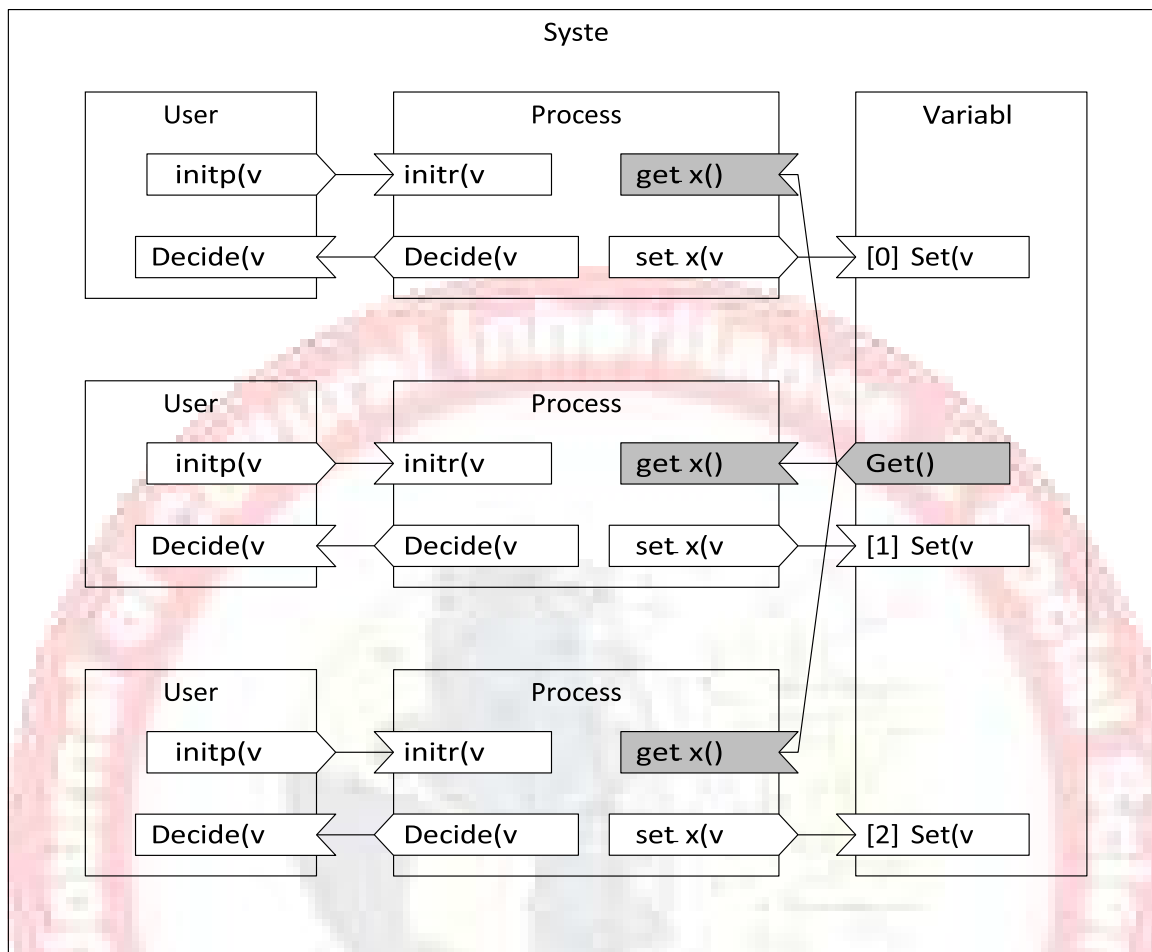 Syste
User Process Variabl
initp(v initr(v get x()
Decide(v Decide(v set x(v [0] Set(v
User Process
initp(v initr(v get x() Get()
Decide(v Decide(v set x(v [1] Set(v
User Process
initp(v initr(v get x()
Decide(v Decide(v set x(v [2] Set(v